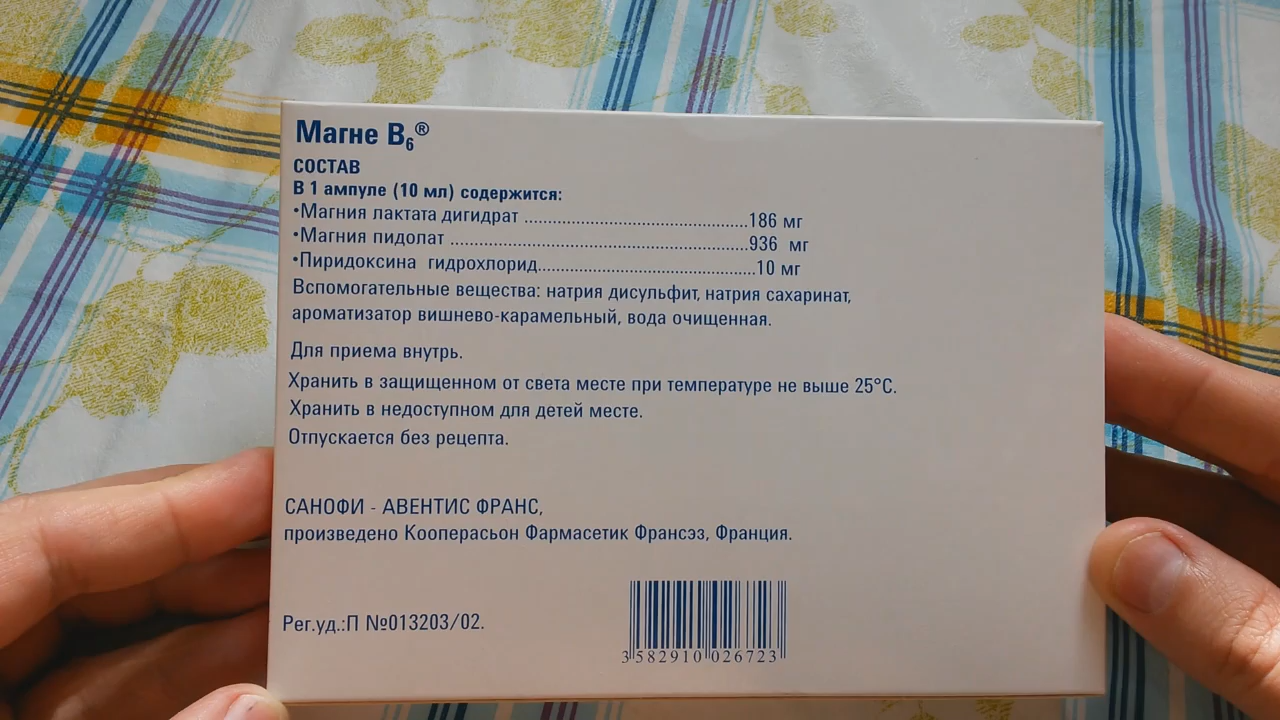 Магне B₆®
СОСТАВ
В 1 ампуле (10 мл) содержится:
•Магния лактата дигидрат ........................................................186 мг
•Магния пидолат ...........................................................................936 мг
•Пиридоксина гидрохлорид.......................................................10 мг
Вспомогательные вещества: натрия дисульфит, натрия сахаринат,
ароматизатор вишнево-карамельный, вода очищенная.
Для приема внутрь.
Хранить в защищенном от света месте при температуре не выше 25°С.
Хранить в недоступном для детей месте.
Отпускается без рецепта.
САНОФИ - АВЕНТИС ФРАНС,
произведено Кооперасьон Фармасетик Франсэз, Франция.
Рег.уд.:П №013203/02.
3 582910 026723